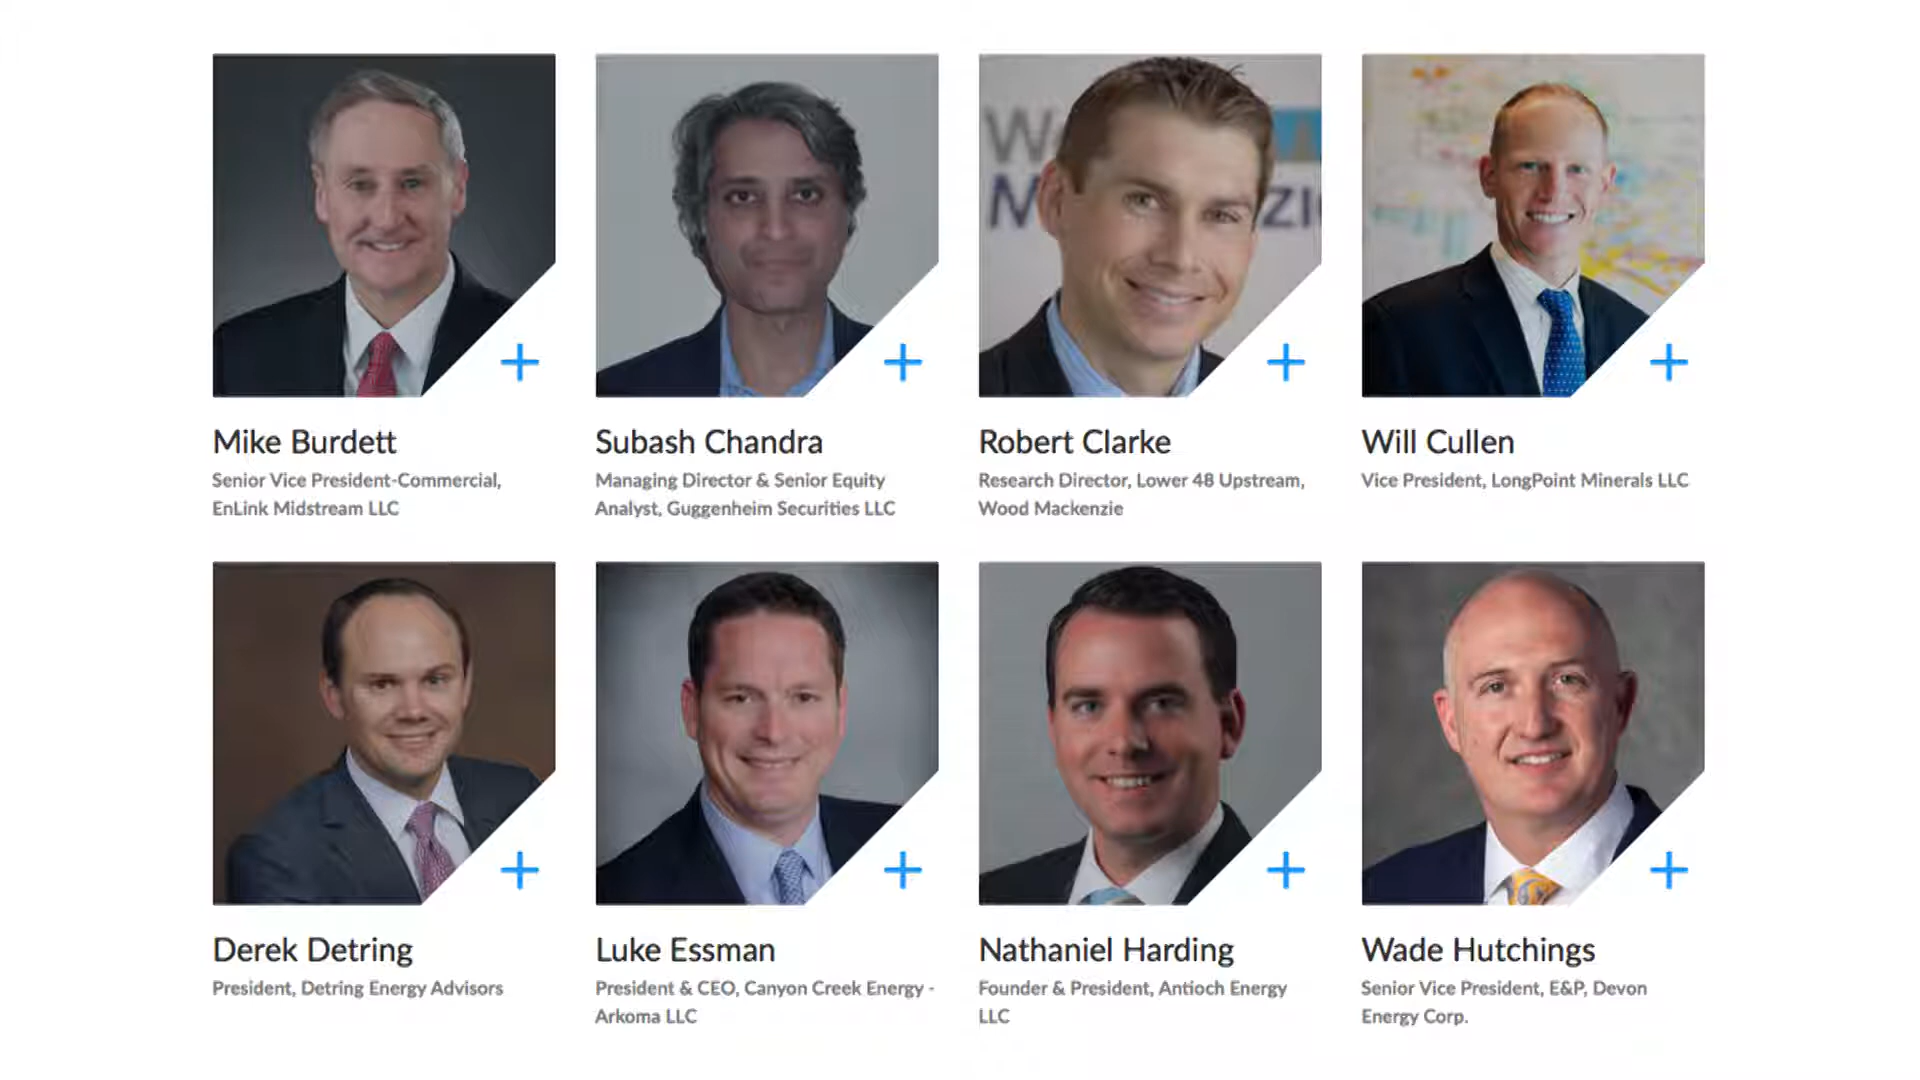 Mike Burdett
Senior Vice President-Commercial,
EnLink Midstream LLC
Subash Chandra
Managing Director & Senior Equity
Analyst, Guggenheim Securities LLC
Robert Clarke
Research Director, Lower 48 Upstream,
Wood Mackenzie
Will Cullen
Vice President, LongPoint Minerals LLC
Derek Detring
President, Detring Energy Advisors
Luke Essman
President & CEO, Canyon Creek Energy -
Arkoma LLC
Nathaniel Harding
Founder & President, Antioch Energy
LLC
Wade Hutchings
Senior Vice President, E&P, Devon
Energy Corp.